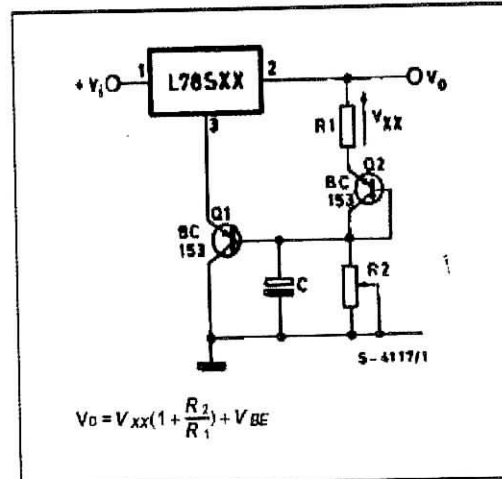 1 L78SXX 2
+ Vi Vo
3
R1 VXX
Q2
BC
153
Q1
BC
153
C
R2
S-4117/1
Vo = VXX(1 + R2/R1) + VBE